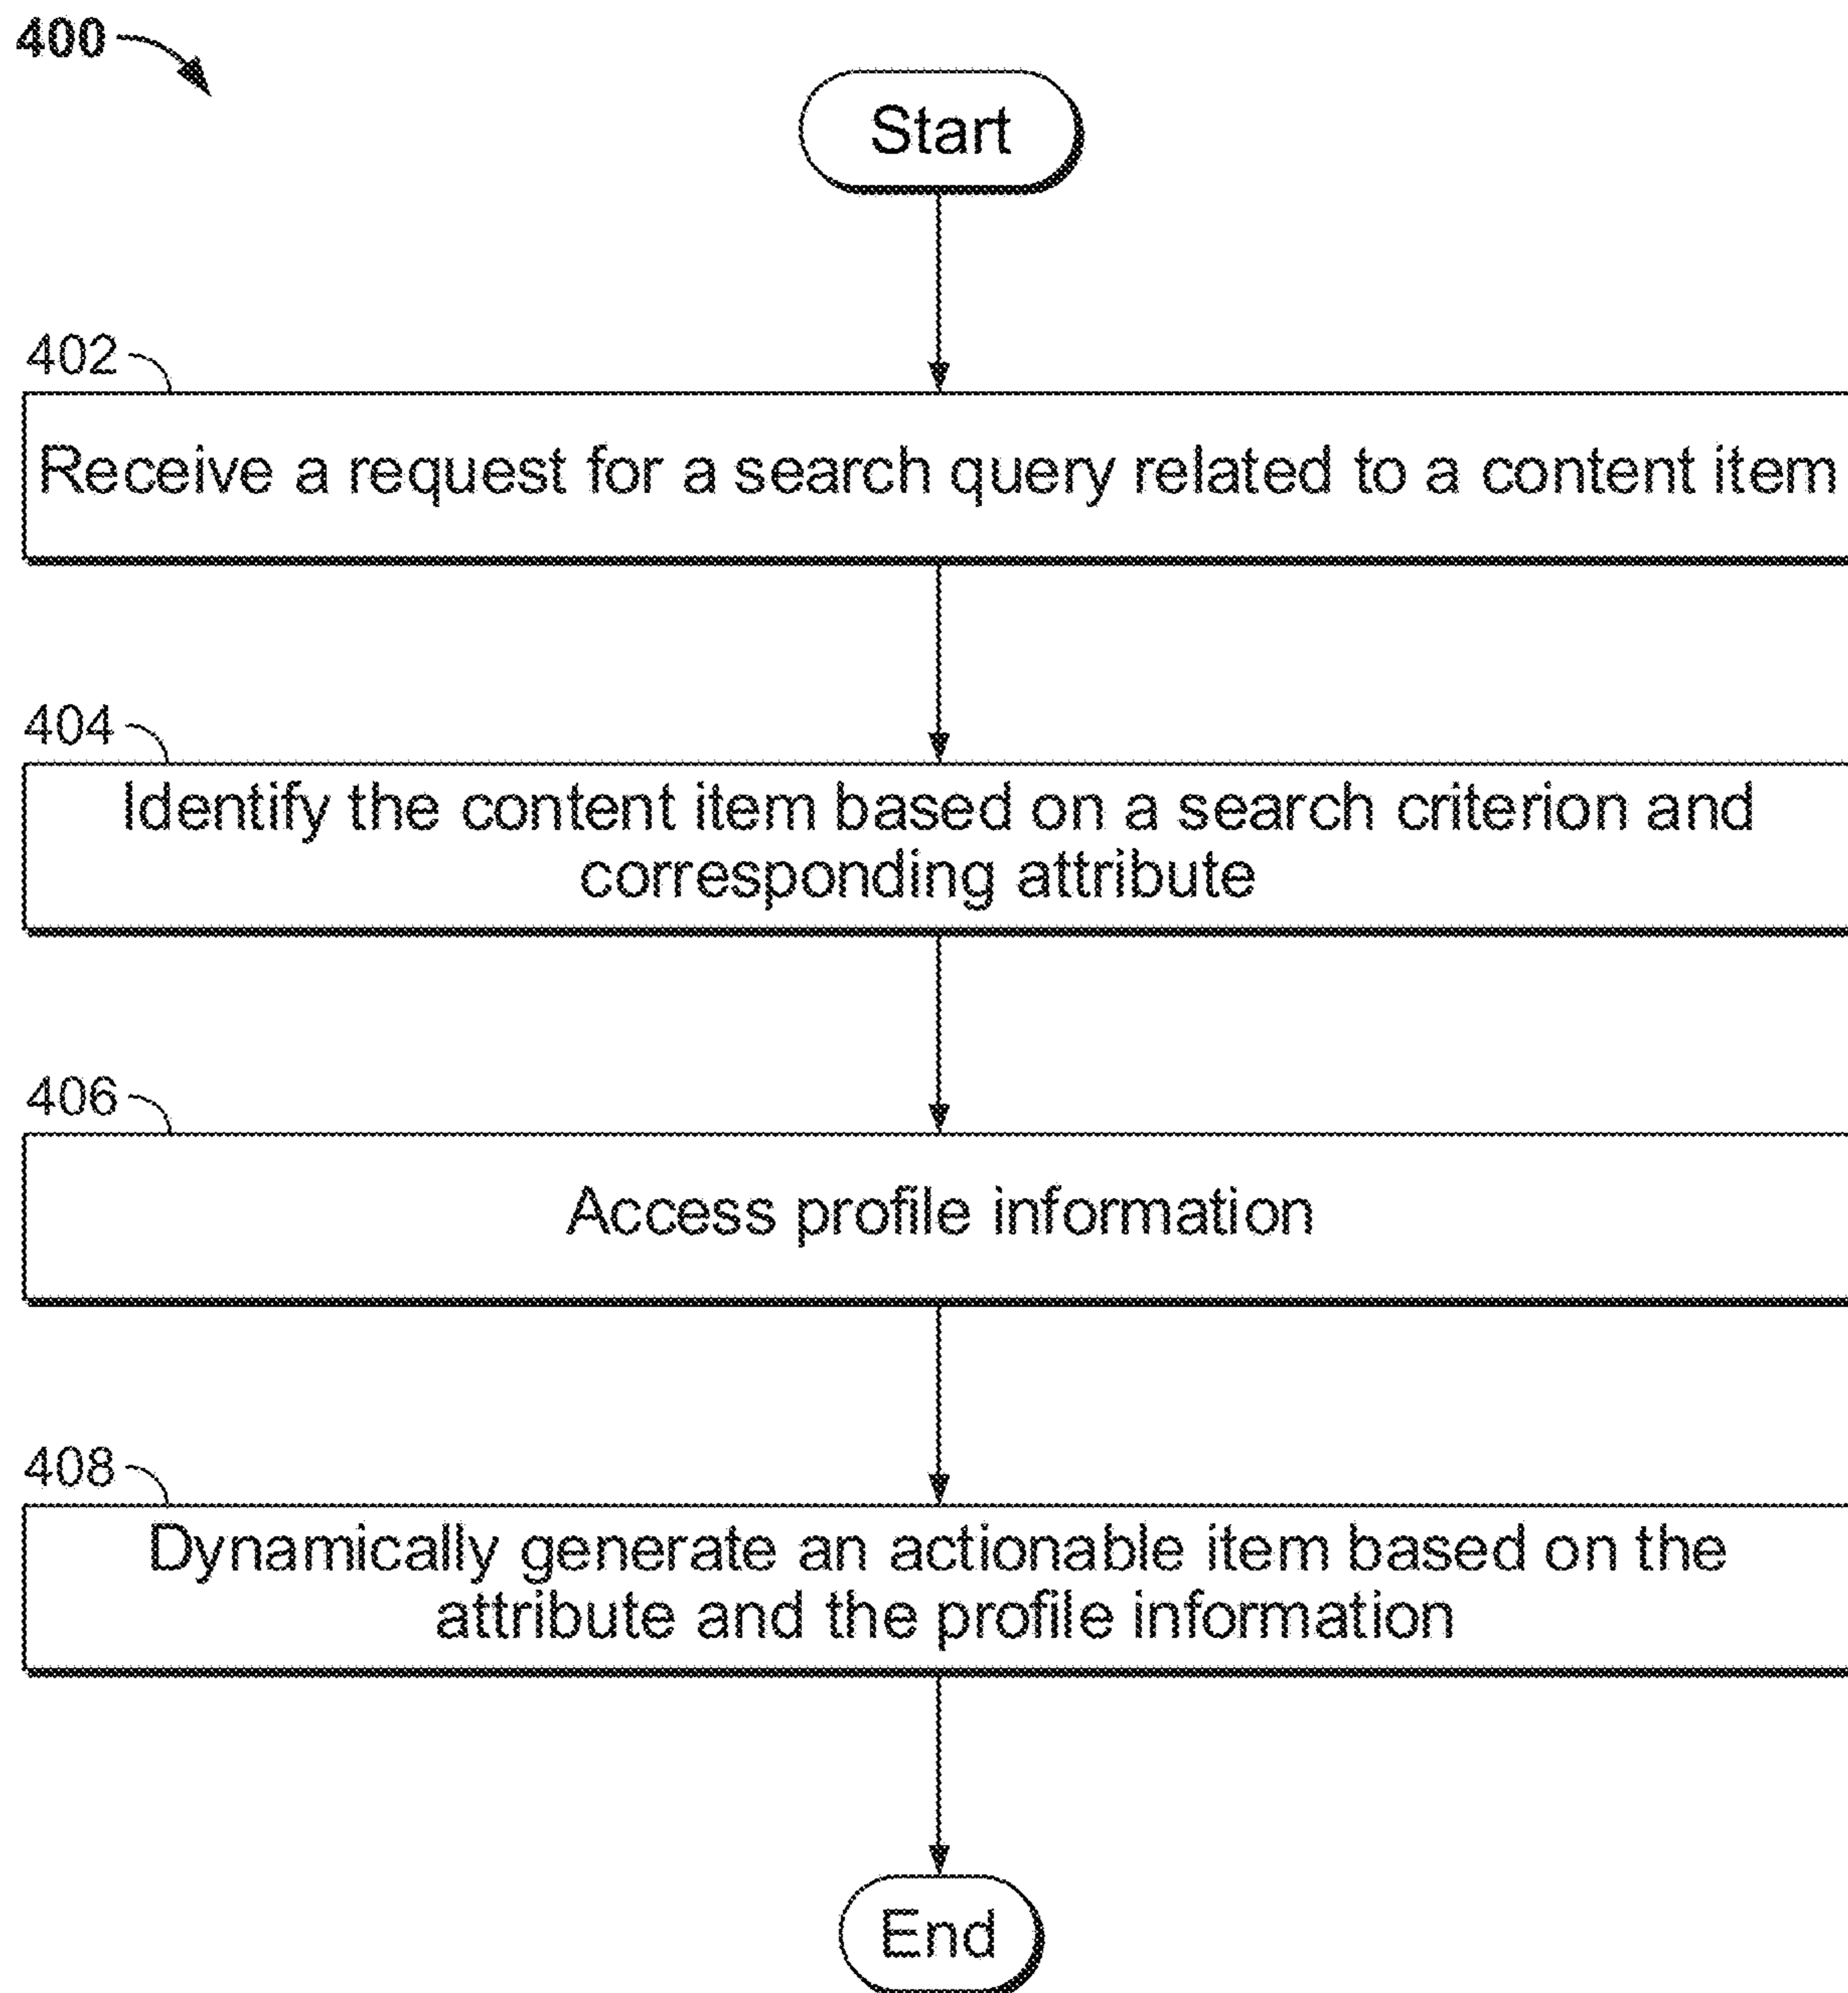 400
Start
402
Receive a request for a search query related to a content item
404
Identify the content item based on a search criterion and
corresponding attribute
406
Access profile information
408
Dynamically generate an actionable item based on the
attribute and the profile information
End